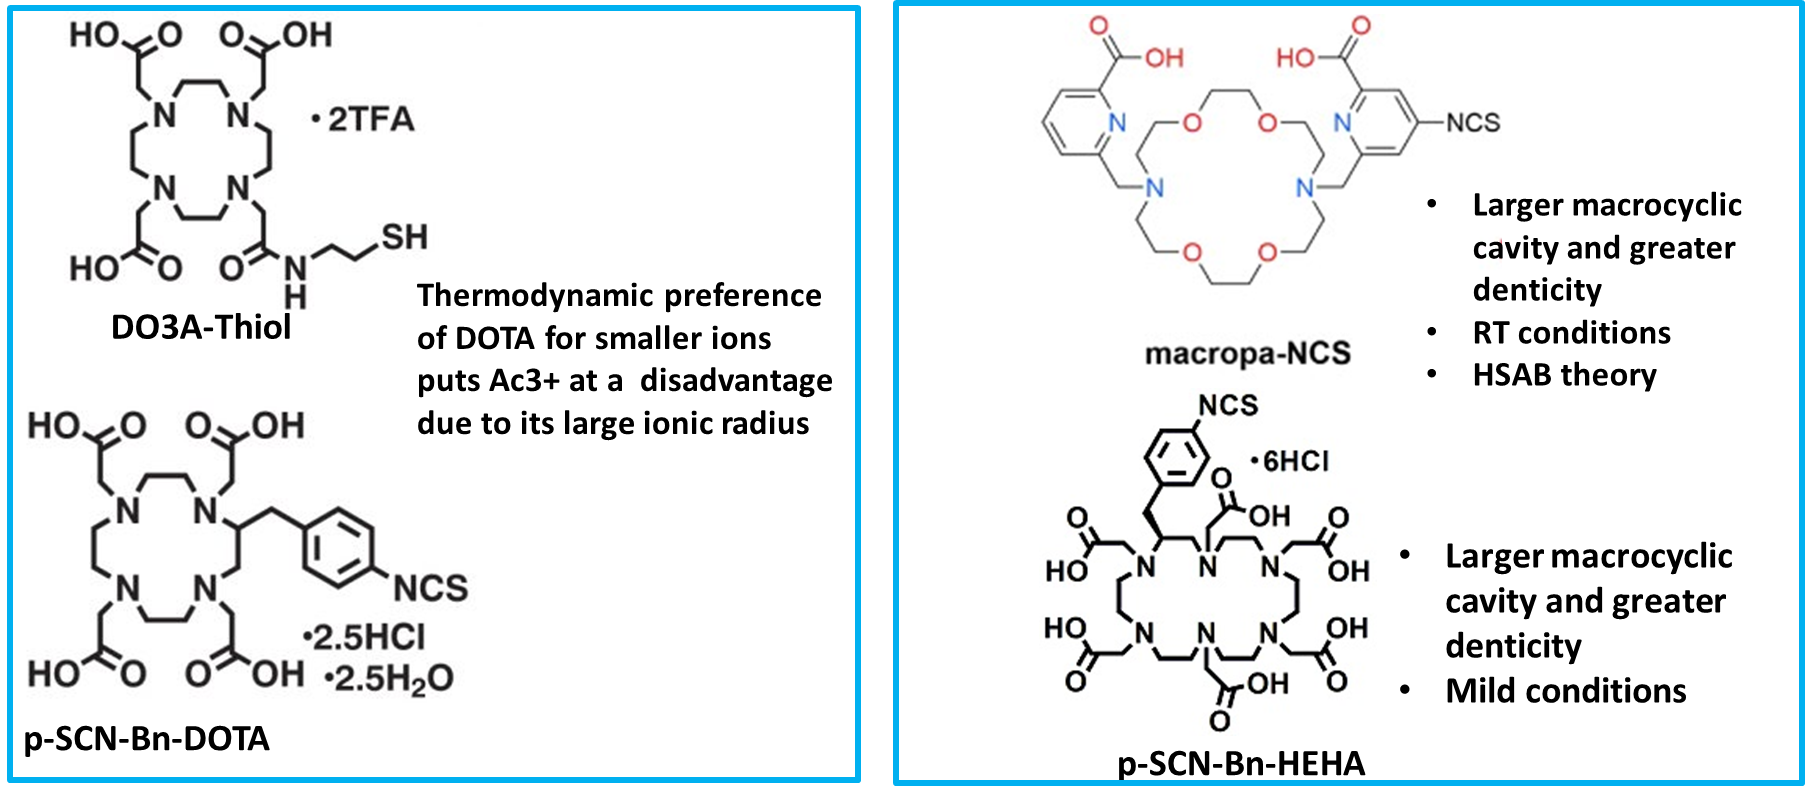 HO O O OH
N N
• 2TFA
N N
SH
HO O O N
H
DO3A-Thiol
Thermodynamic preference
of DOTA for smaller ions
puts Ac3+ at a disadvantage
due to its large ionic radius
HO O O OH
N N
N N
NCS
•2.5HCl
HO O O OH •2.5H₂O
p-SCN-Bn-DOTA
O O
OH HO
N O O N NCS
N N
O O
macropa-NCS
• Larger macrocyclic
cavity and greater
denticity
• RT conditions
• HSAB theory
NCS
•6HCl
O
O OH O
HO N N N OH
HO N N N OH
O OH O
O
p-SCN-Bn-HEHA
• Larger macrocyclic
cavity and greater
denticity
• Mild conditions